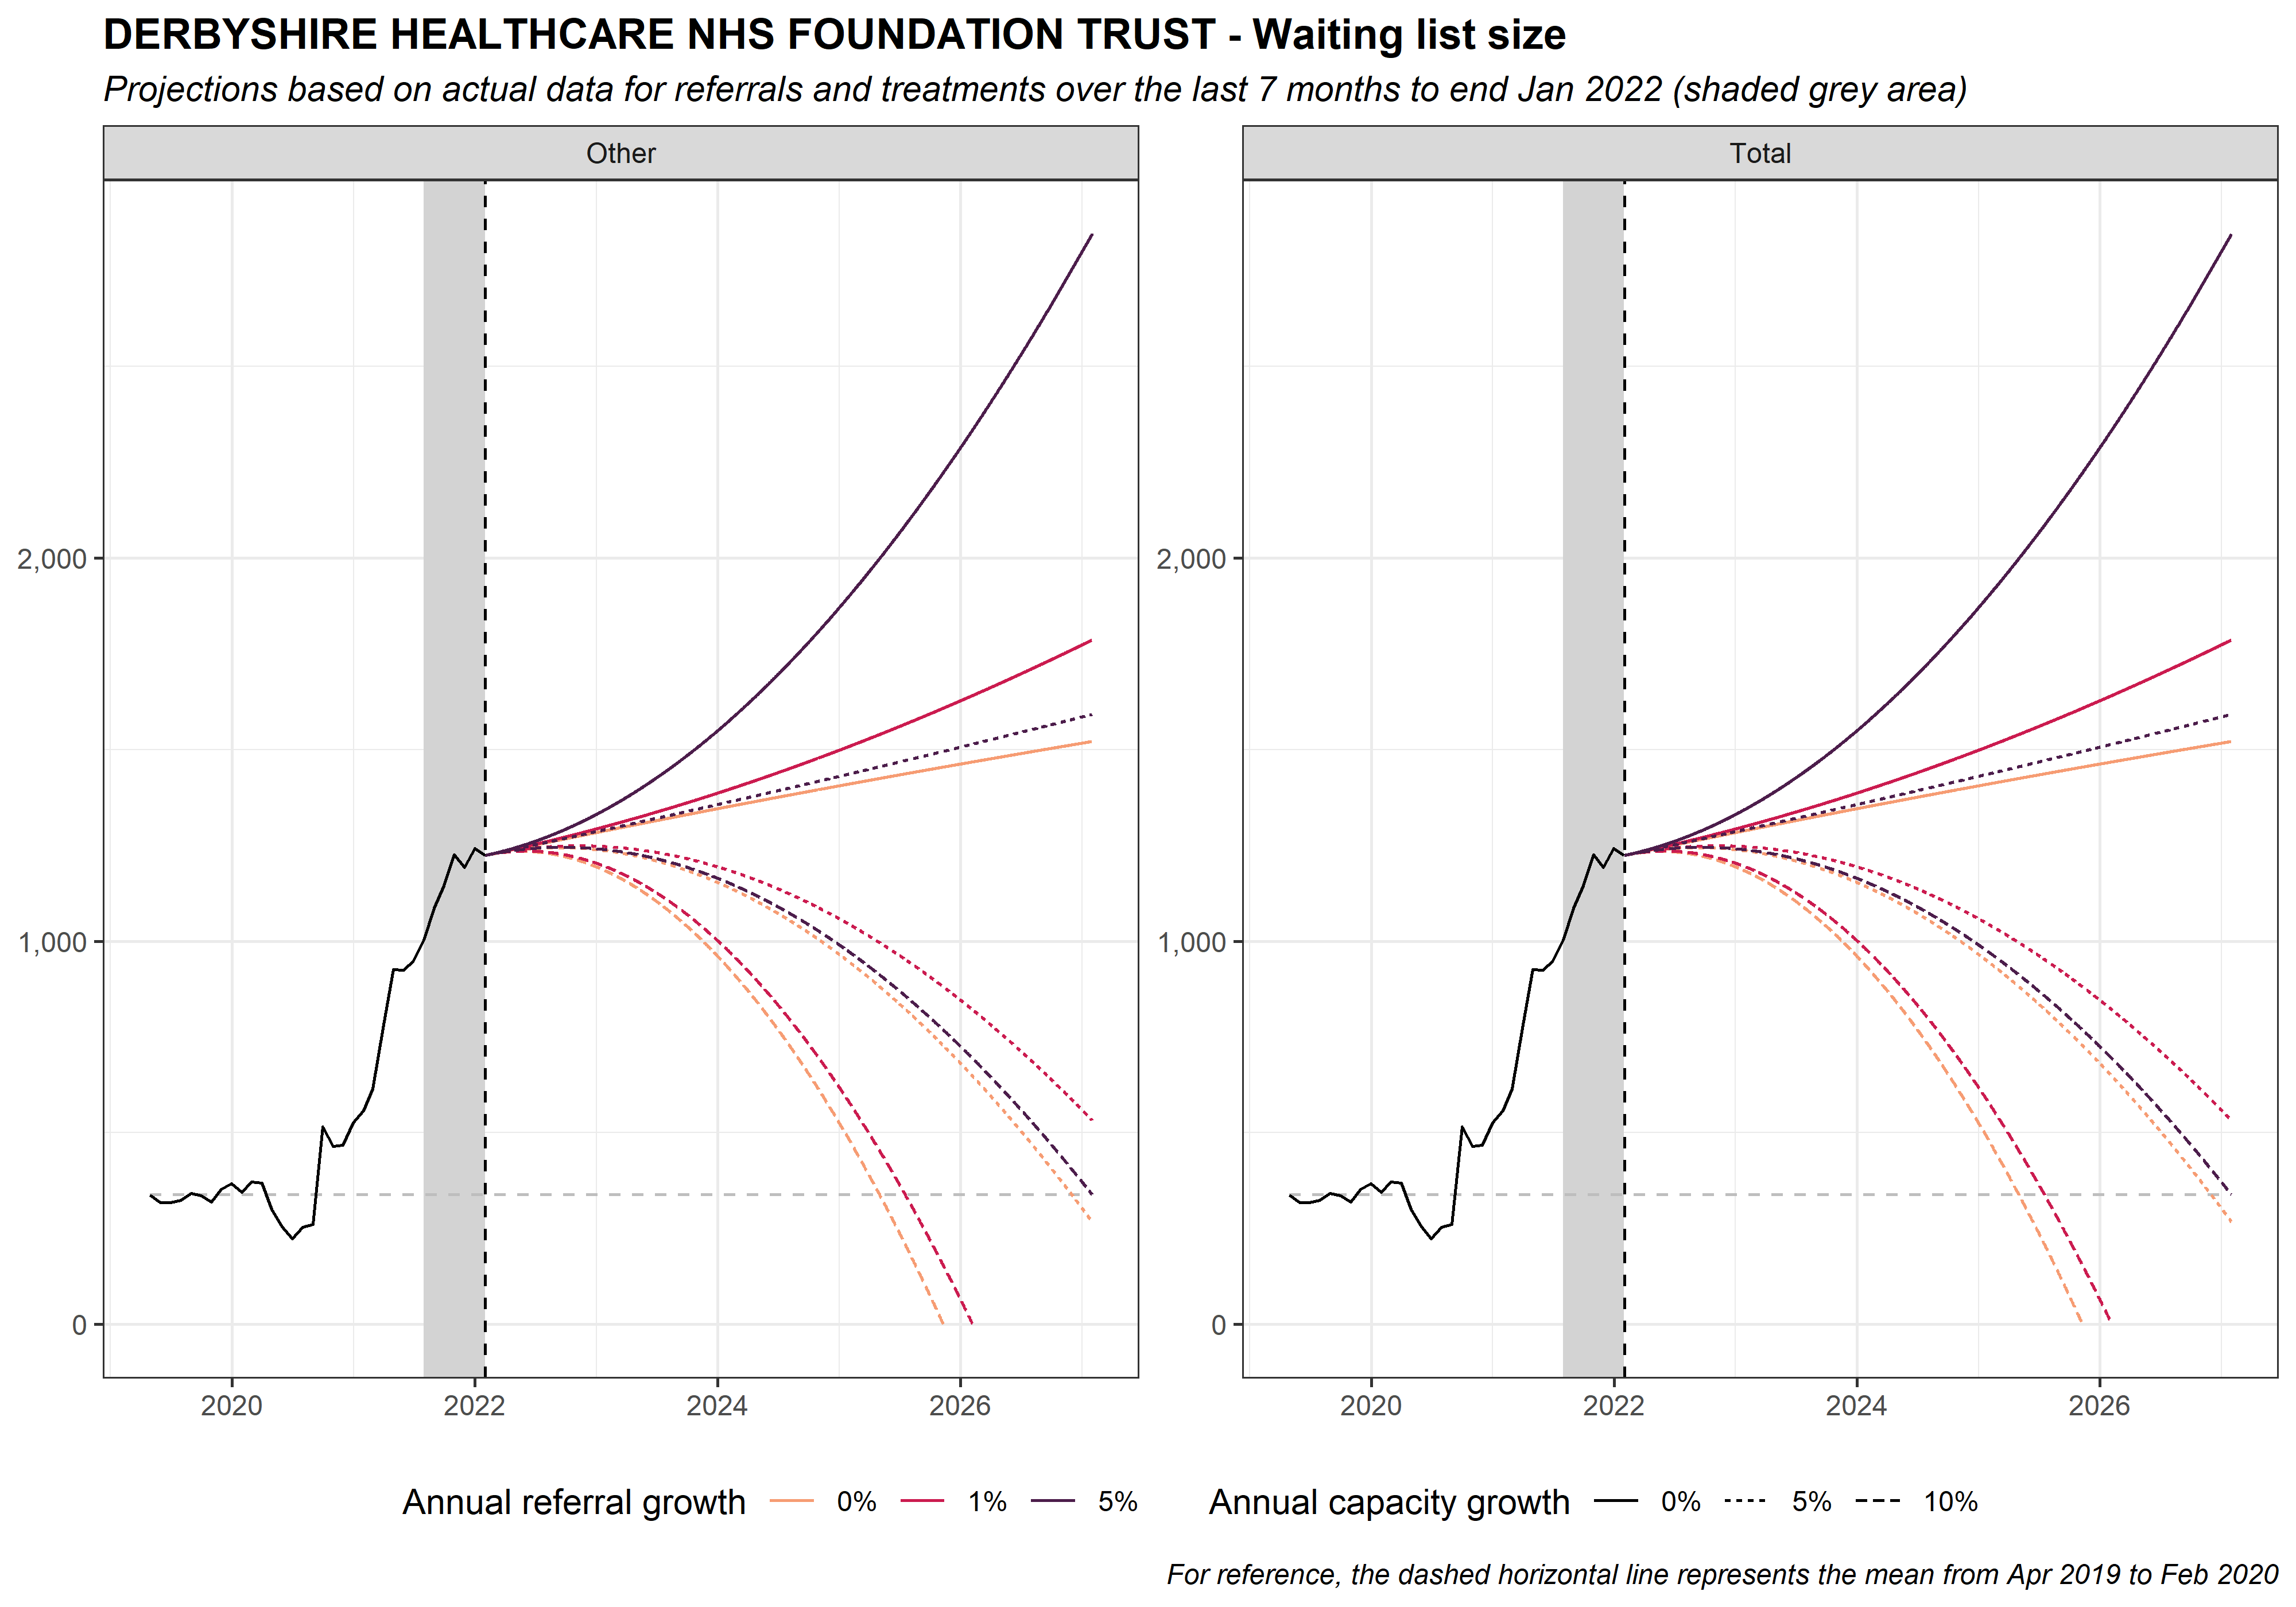 DERBYSHIRE HEALTHCARE NHS FOUNDATION TRUST - Waiting list size
Projections based on actual data for referrals and treatments over the last 7 months to end Jan 2022 (shaded grey area)
Other
Total
2,000
1,000
0
2,000
1,000
0
2020 2022 2024 2026
2020 2022 2024 2026
Annual referral growth 0% 1% 5%
Annual capacity growth 0% 5% 10%
For reference, the dashed horizontal line represents the mean from Apr 2019 to Feb 2020